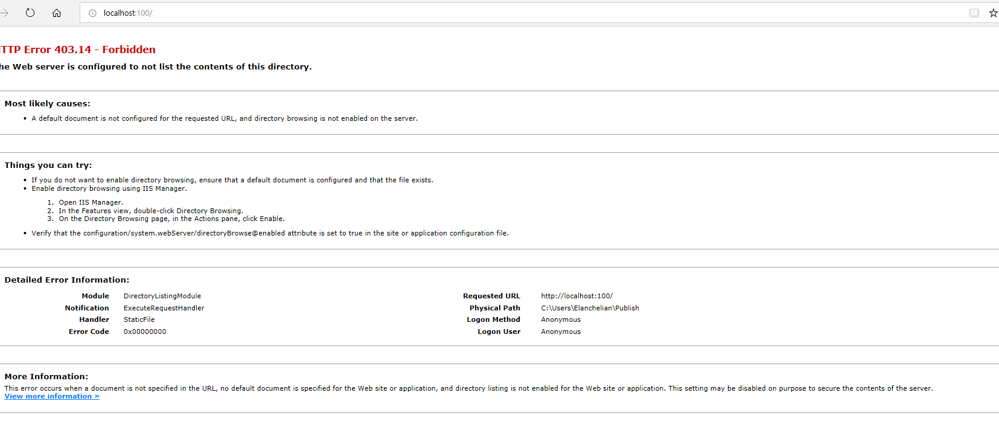 localhost:100/
TTP Error 403.14 - Forbidden
he Web server is configured to not list the contents of this directory.
Most likely causes:
• A default document is not configured for the requested URL, and directory browsing is not enabled on the server.
Things you can try:
• If you do not want to enable directory browsing, ensure that a default document is configured and that the file exists.
• Enable directory browsing using IIS Manager.
1. Open IIS Manager.
2. In the Features view, double-click Directory Browsing.
3. On the Directory Browsing page, in the Actions pane, click Enable.
• Verify that the configuration/system.webServer/directoryBrowse@enabled attribute is set to true in the site or application configuration file.
Detailed Error Information:
Module DirectoryListingModule
Notification ExecuteRequestHandler
Handler StaticFile
Error Code 0x00000000
Requested URL http://localhost:100/
Physical Path C:\Users\Elanchelian\Publish
Logon Method Anonymous
Logon User Anonymous
More Information:
This error occurs when a document is not specified in the URL, no default document is specified for the Web site or application, and directory listing is not enabled for the Web site or application. This setting may be disabled on purpose to secure the contents of the server.
View more information »